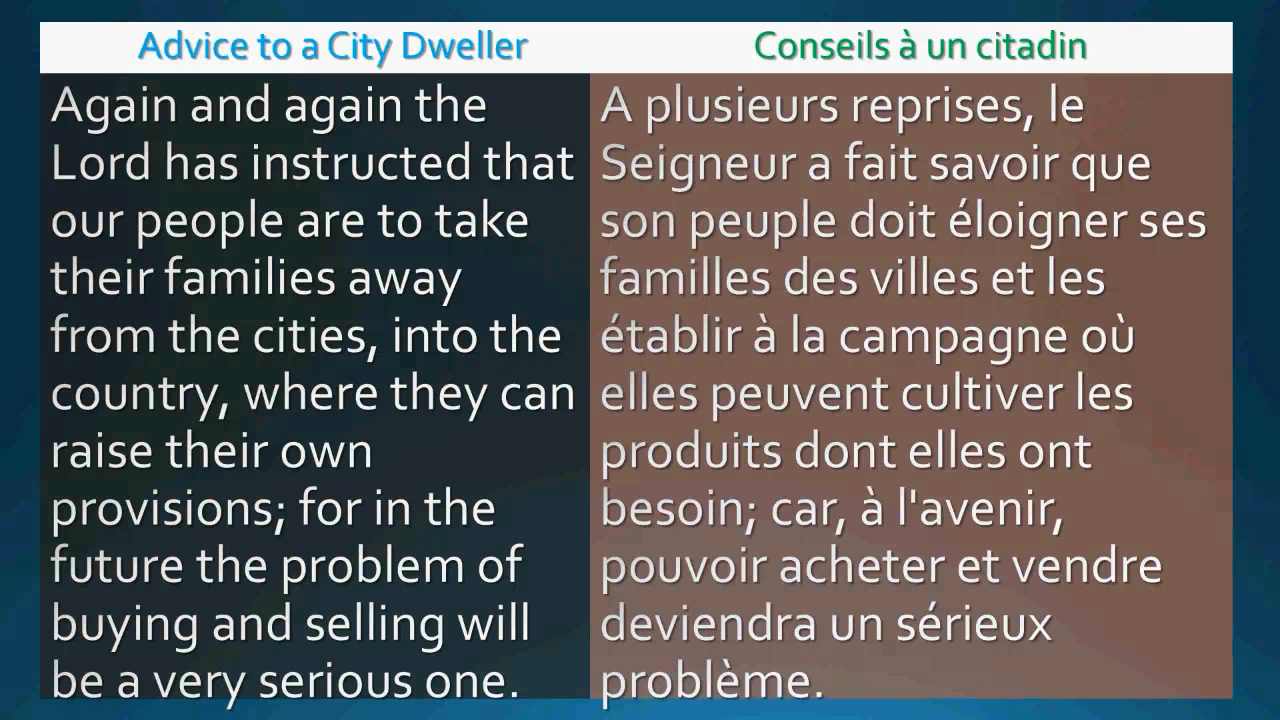 Advice to a City Dweller
Again and again the
Lord has instructed that
our people are to take
their families away
from the cities, into the
country, where they can
raise their own
provisions; for in the
future the problem of
buying and selling will
be a very serious one.
Conseils à un citadin
A plusieurs reprises, le
Seigneur a fait savoir que
son peuple doit éloigner ses
familles des villes et les
établir à la campagne où
elles peuvent cultiver les
produits dont elles ont
besoin; car, à l'avenir,
pouvoir acheter et vendre
deviendra un sérieux
problème.